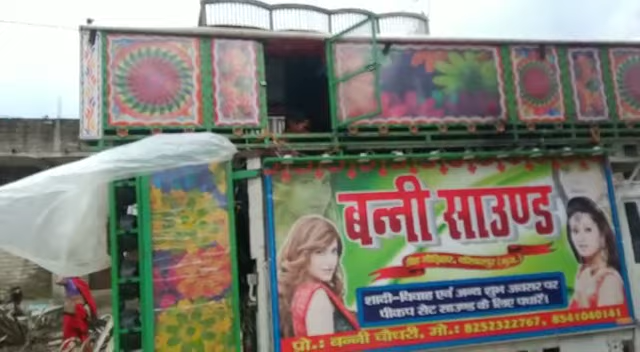 बन्नी साउण्ड
शादी-विवाह एवं अन्य शुभ अवसर पर
पीकप सेट साउण्ड के लिए पधारें।
प्रो.: बन्नी चौधरी, मो.: 8252322767, 8541040141